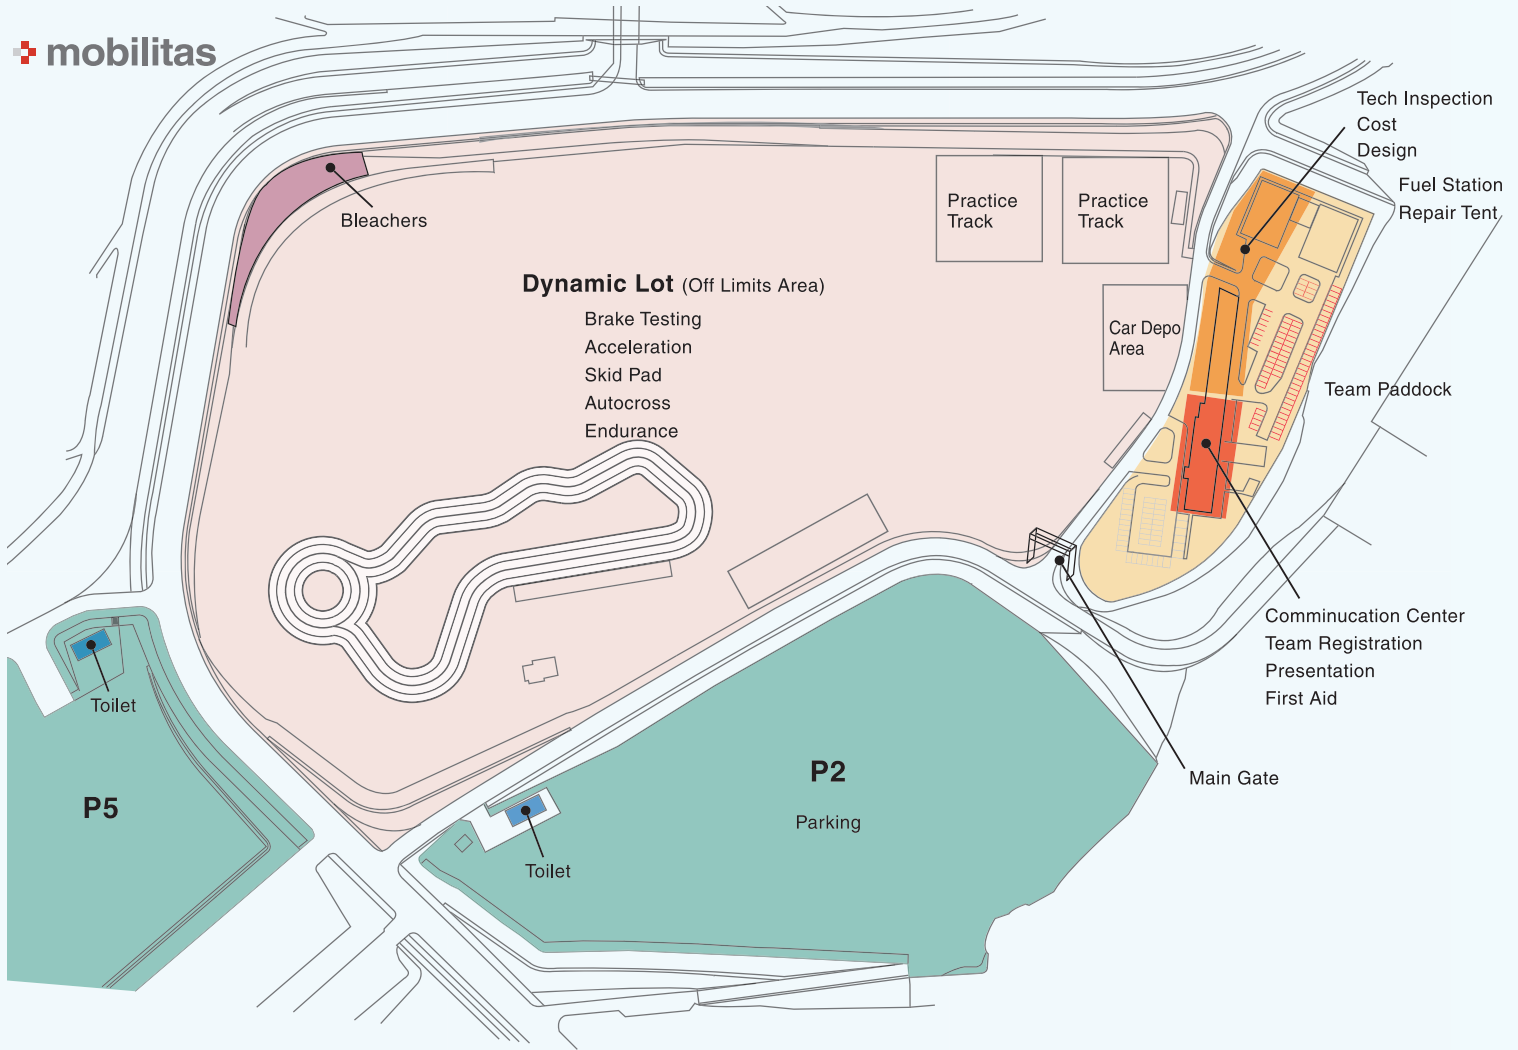 mobilitas
Tech Inspection
Cost
Design
Fuel Station
Repair Tent
Bleachers
Practice
Track
Practice
Track
Dynamic Lot (Off Limits Area)
Brake Testing
Acceleration
Skid Pad
Autocross
Endurance
Car Depo
Area
Team Paddock
Comminucation Center
Team Registration
Presentation
First Aid
Toilet
P5
P2
Parking
Main Gate
Toilet